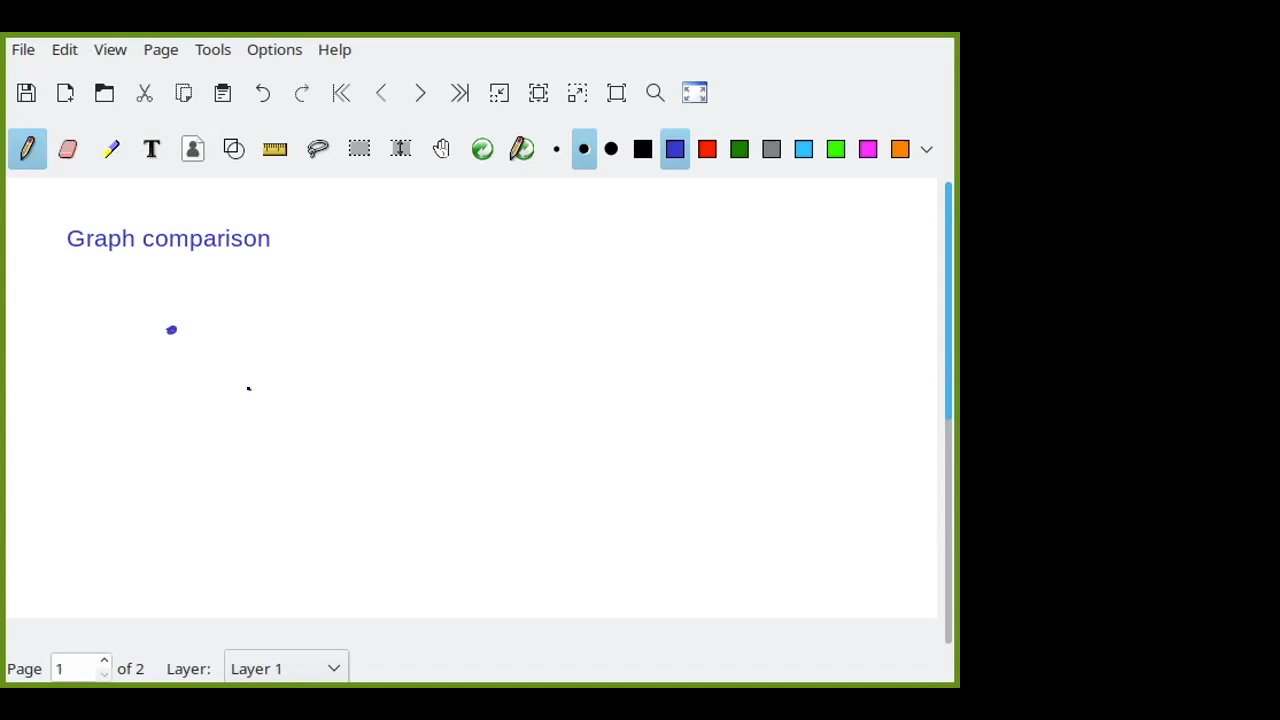 File Edit View Page Tools Options Help
T
Graph comparison
Page 1 of 2 Layer: Layer 1